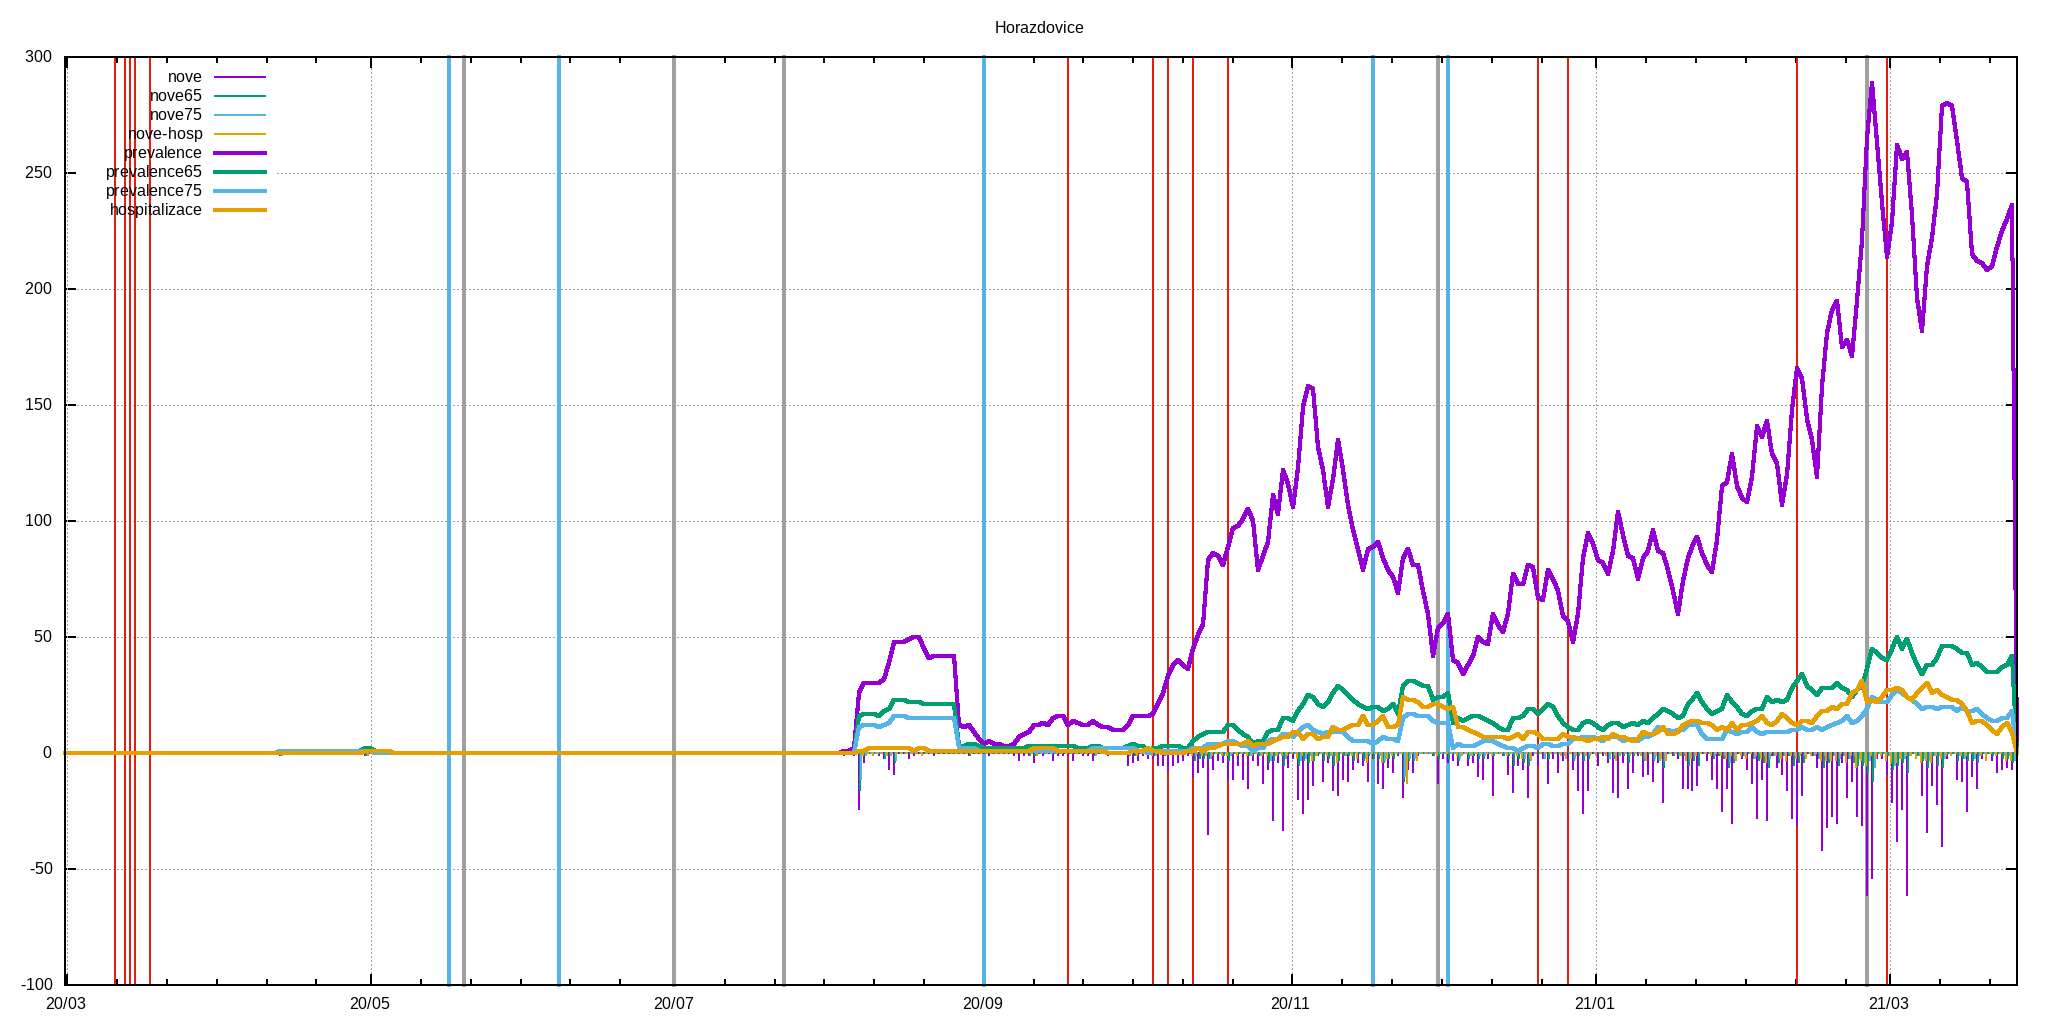 Horazdovice
300
250
200
150
100
50
0
-50
-100
nove
nove65
nove75
nove-hosp
prevalence
prevalence65
prevalence75
hospitalizace
20/03 20/05 20/07 20/09 20/11 21/01 21/03